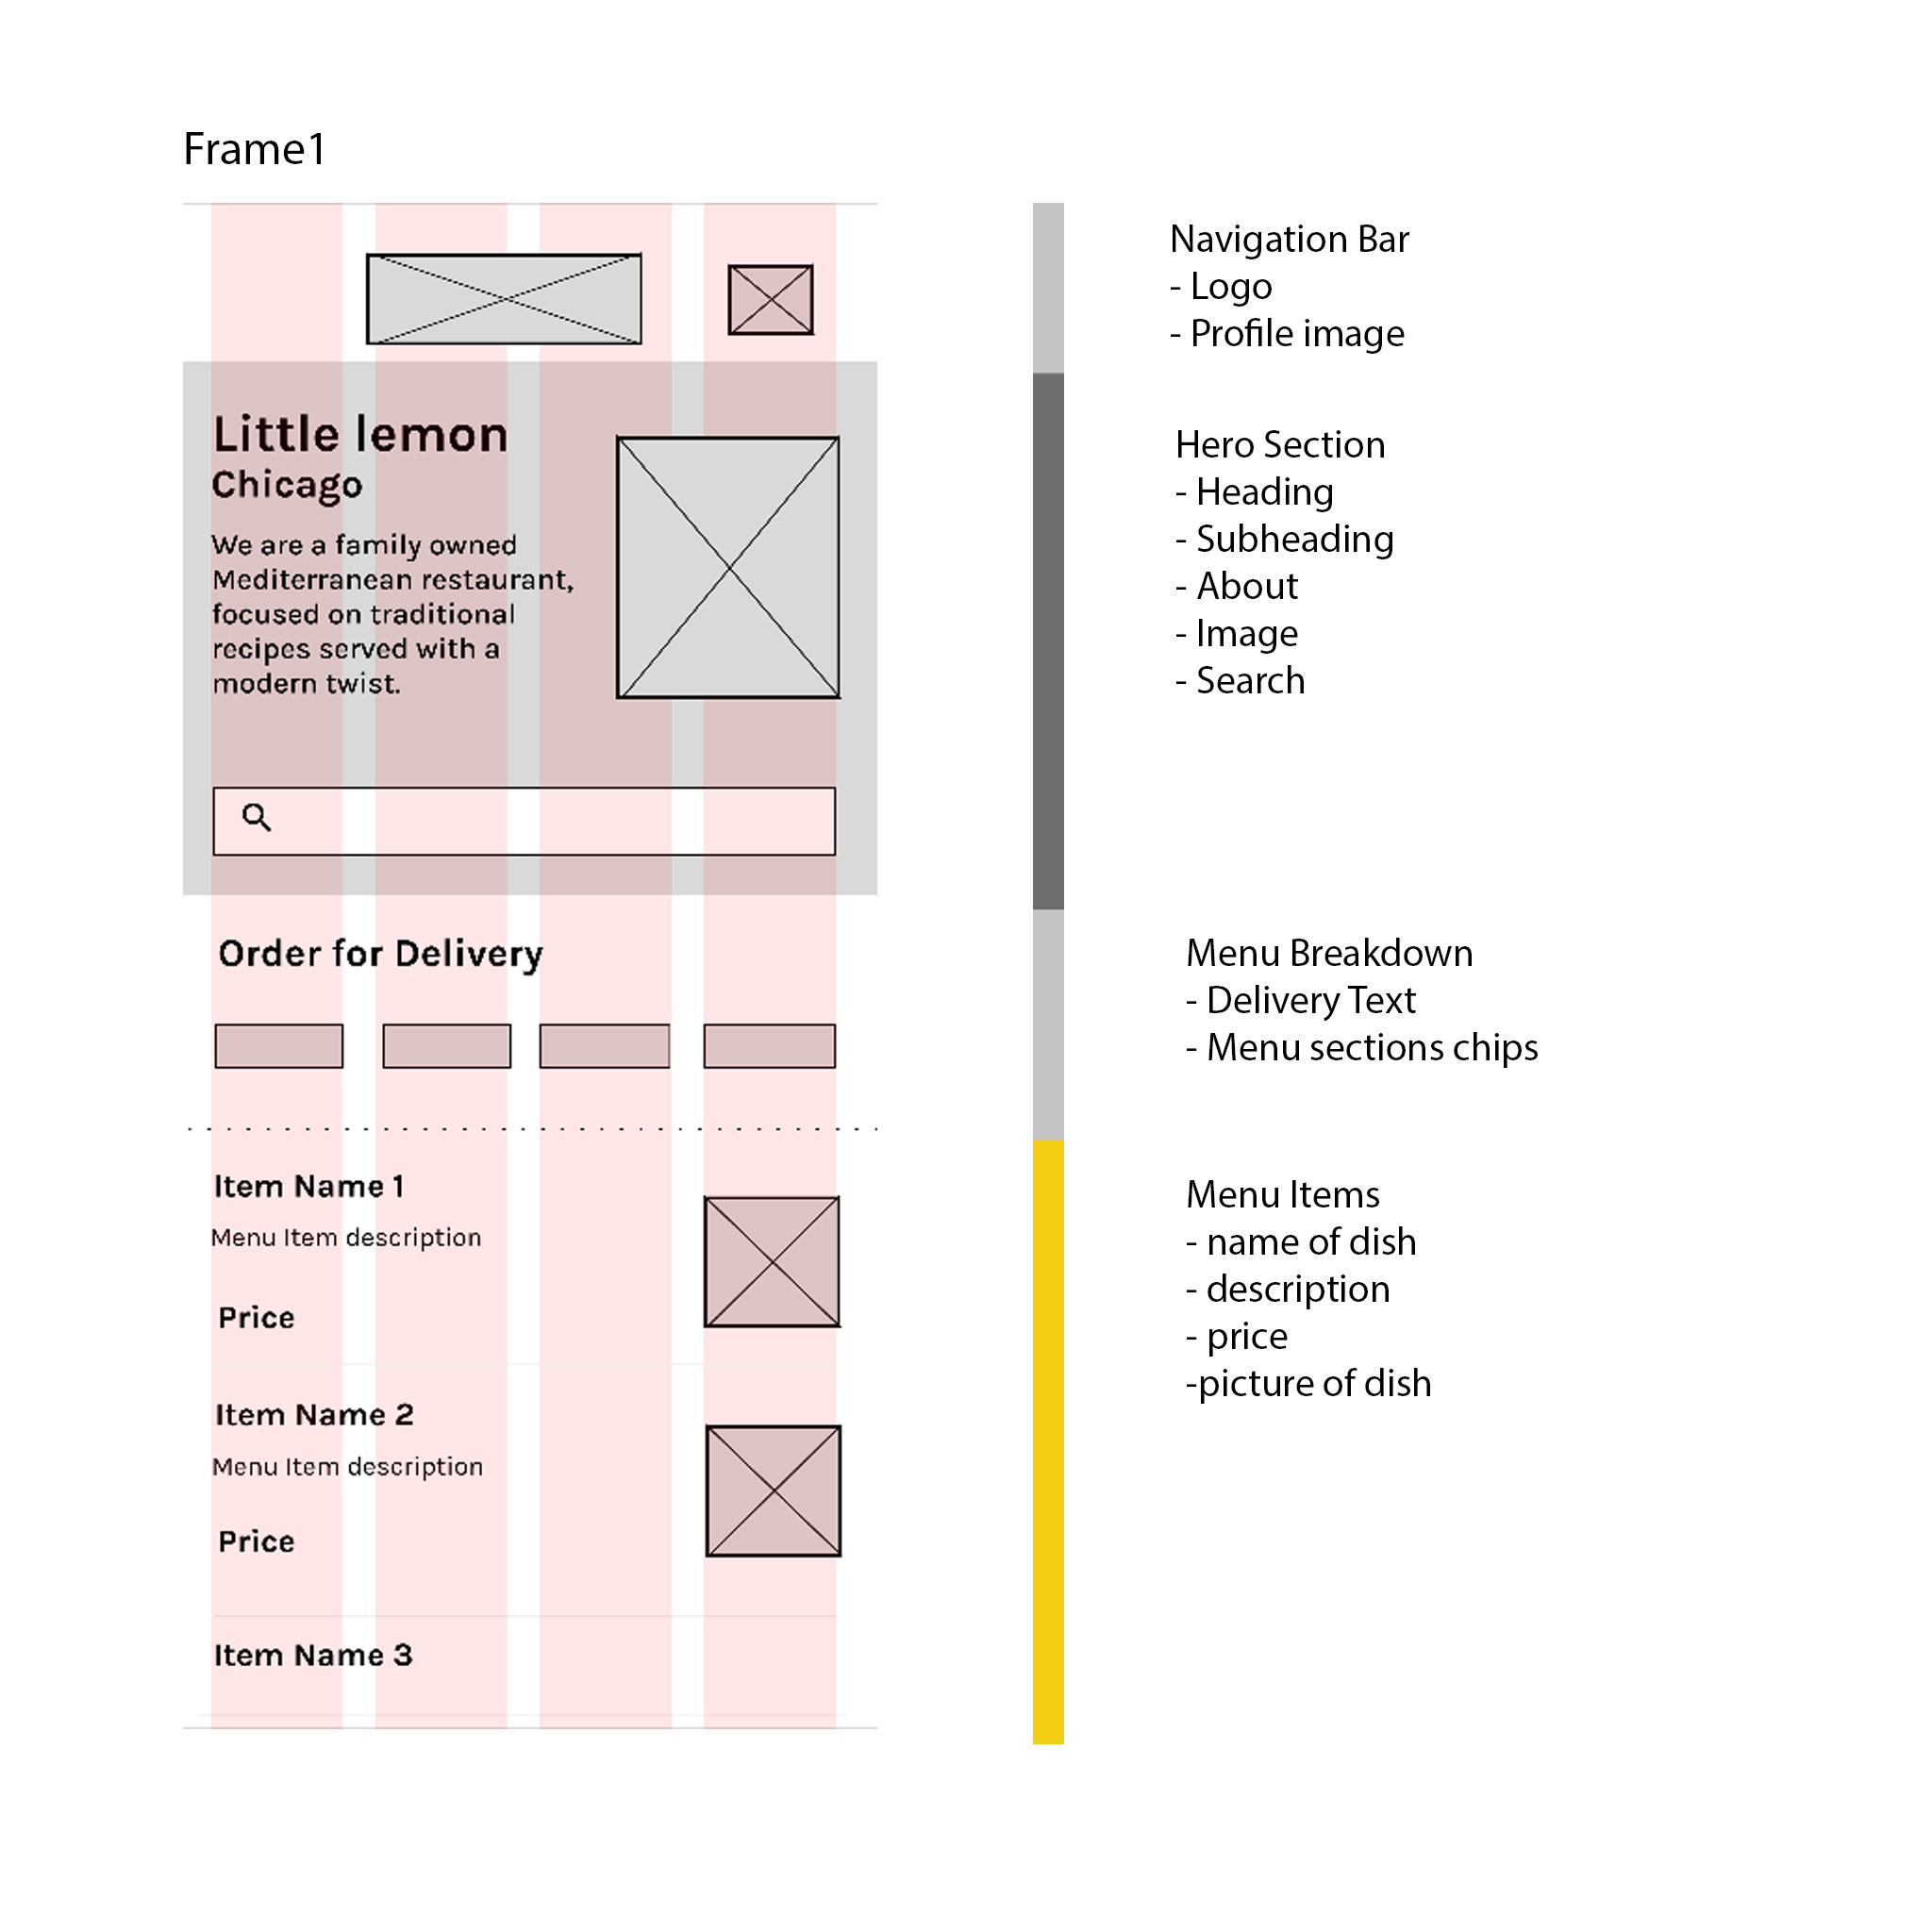 Frame1
Little lemon
Chicago
We are a family owned
Mediterranean restaurant,
focused on traditional
recipes served with a
modern twist.
Order for Delivery
Item Name 1
Menu Item description
Price
Item Name 2
Menu Item description
Price
Item Name 3
Navigation Bar
- Logo
- Profile image
Hero Section
- Heading
- Subheading
- About
- Image
- Search
Menu Breakdown
- Delivery Text
- Menu sections chips
Menu Items
- name of dish
- description
- price
-picture of dish